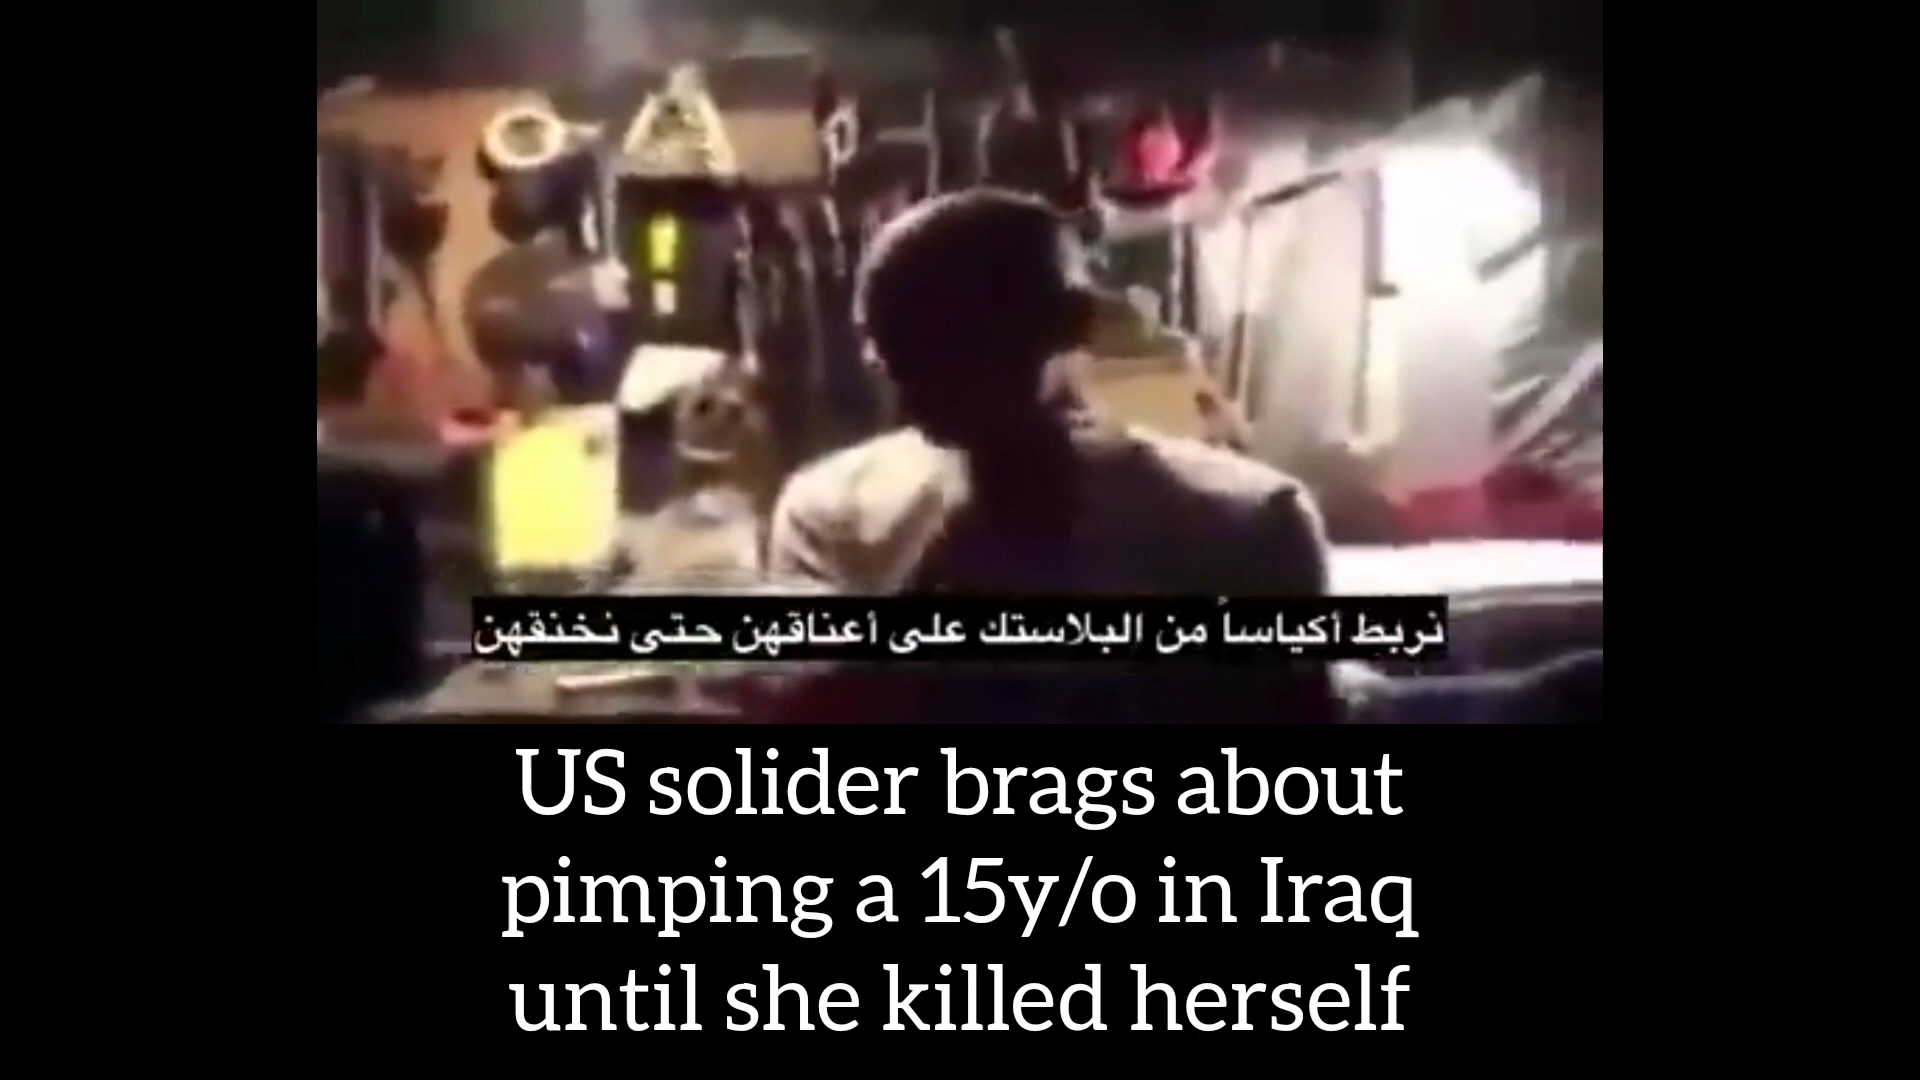 نربط أكياساً من البلاستك على أعناقهن حتى نخنقهن
US solider brags about
pimping a 15y/o in Iraq
until she killed herself